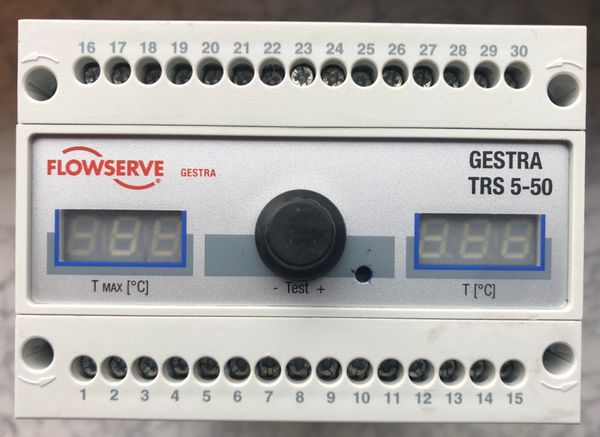 16 17 18 19 20 21 22 23 24 25 26 27 28 29 30
FLOWSERVE®
GESTRA
GESTRA
TRS 5-50
T MAX [°C]
- Test +
T [°C]
1 2 3 4 5 6 7 8 9 10 11 12 13 14 15